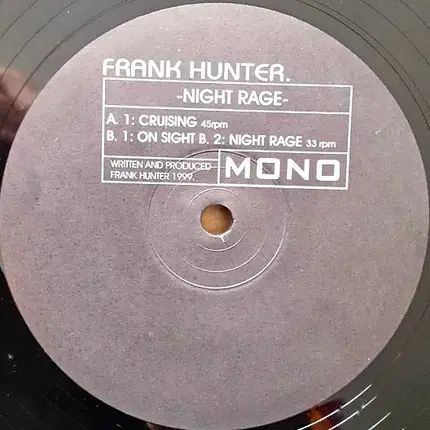 FRANK HUNTER.
-NIGHT RAGE-
A. 1: CRUISING 45rpm
B. 1: ON SIGHT B. 2: NIGHT RAGE 33 rpm
WRITTEN AND PRODUCED
FRANK HUNTER 1999.
MONO